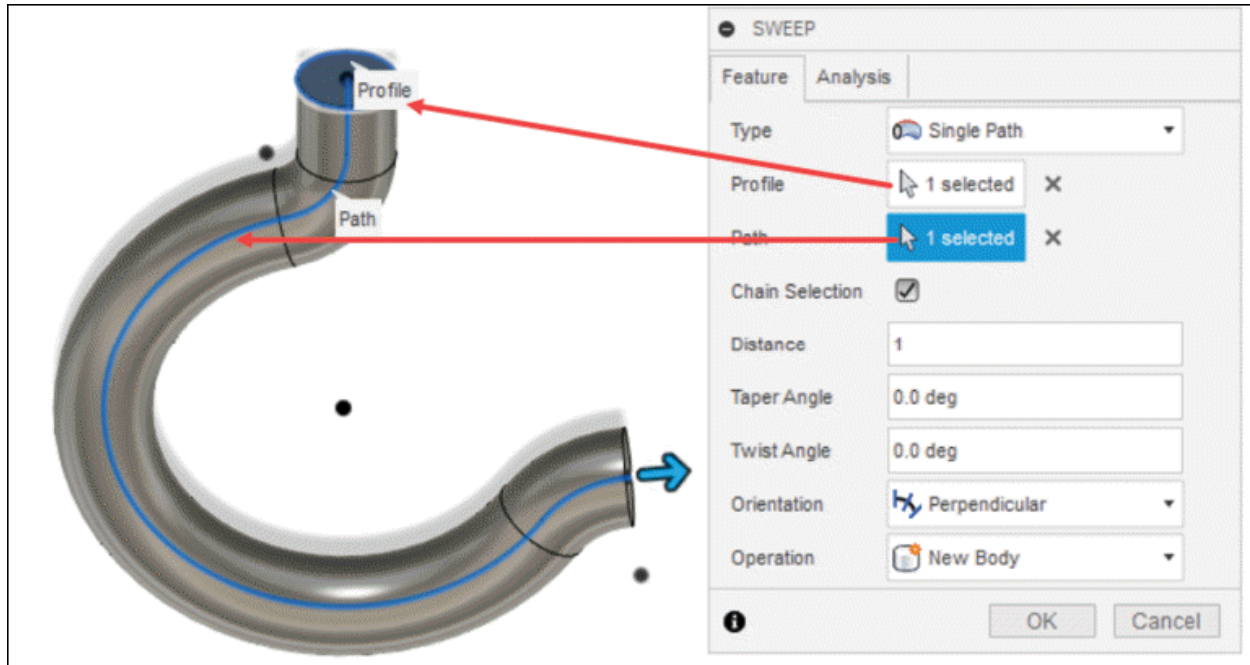 SWEEP
Feature Analysis
Type Single Path
Profile 1 selected
Path 1 selected
Chain Selection
Distance 1
Taper Angle 0.0 deg
Twist Angle 0.0 deg
Orientation Perpendicular
Operation New Body
OK Cancel
Profile
Path